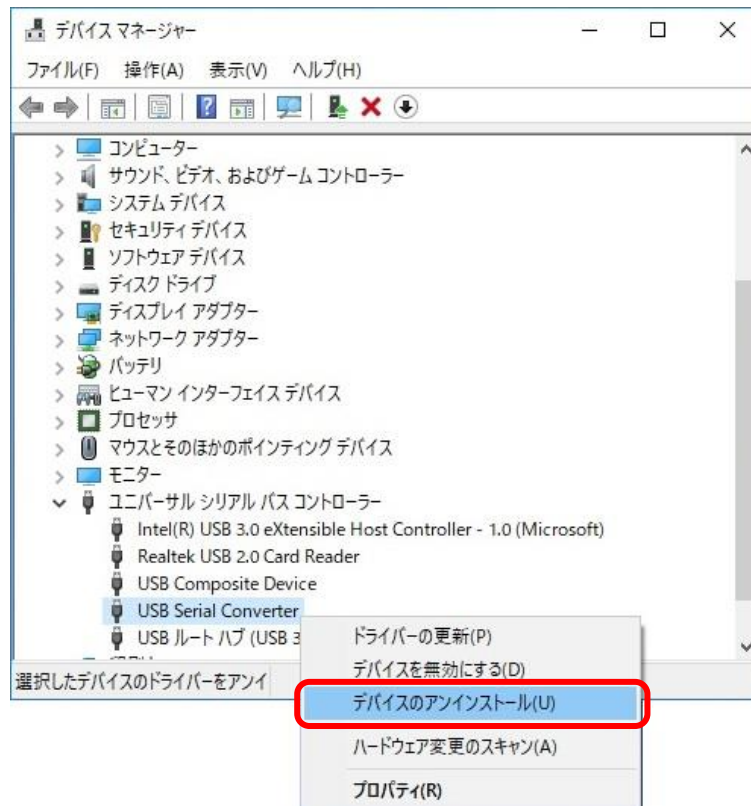 デバイス マネージャー
ファイル(F) 操作(A) 表示(V) ヘルプ(H)
コンピューター
サウンド、ビデオ、およびゲーム コントローラー
システム デバイス
セキュリティ デバイス
ソフトウェア デバイス
ディスク ドライブ
ディスプレイ アダプター
ネットワーク アダプター
バッテリ
ヒューマン インターフェイス デバイス
プロセッサ
マウスとそのほかのポインティング デバイス
モニター
ユニバーサル シリアル バス コントローラー
Intel(R) USB 3.0 eXtensible Host Controller - 1.0 (Microsoft)
Realtek USB 2.0 Card Reader
USB Composite Device
USB Serial Converter
USB ルート ハブ (USB 3
選択したデバイスのドライバーをアンイ
ドライバーの更新(P)
デバイスを無効にする(D)
デバイスのアンインストール(U)
ハードウェア変更のスキャン(A)
プロパティ(R)